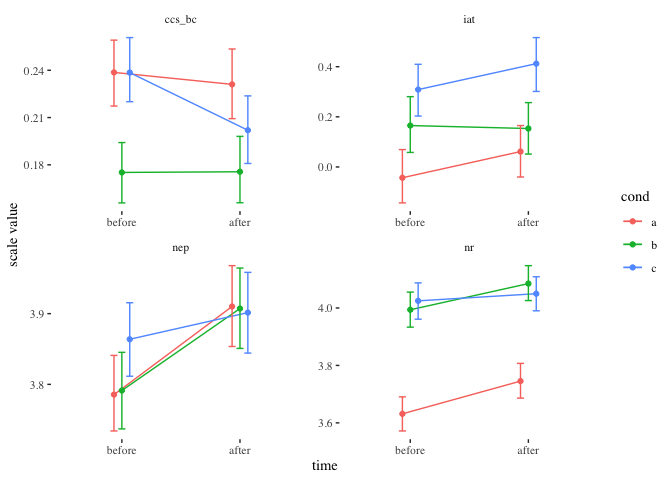 ccs_bc
iat
0.24
0.21
0.18
0.4
0.2
0.0
before
after
before
after
nep
nr
3.9
3.8
4.0
3.8
3.6
before
after
before
after
scale value
time
cond
a
b
c